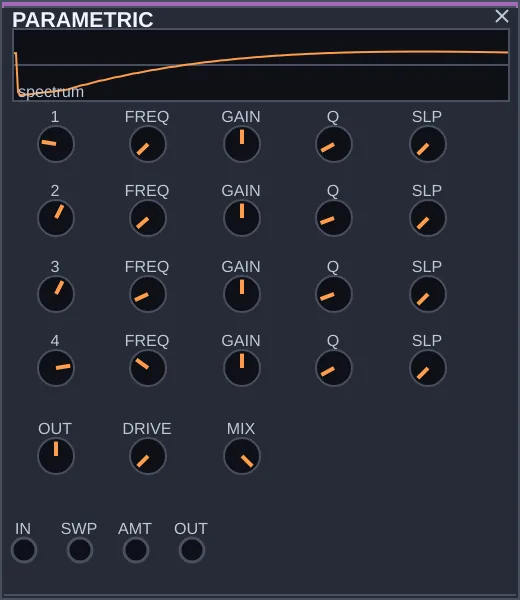 PARAMETRIC
spectrum
1 FREQ GAIN Q SLP
2 FREQ GAIN Q SLP
3 FREQ GAIN Q SLP
4 FREQ GAIN Q SLP
OUT DRIVE MIX
IN SWP AMT OUT